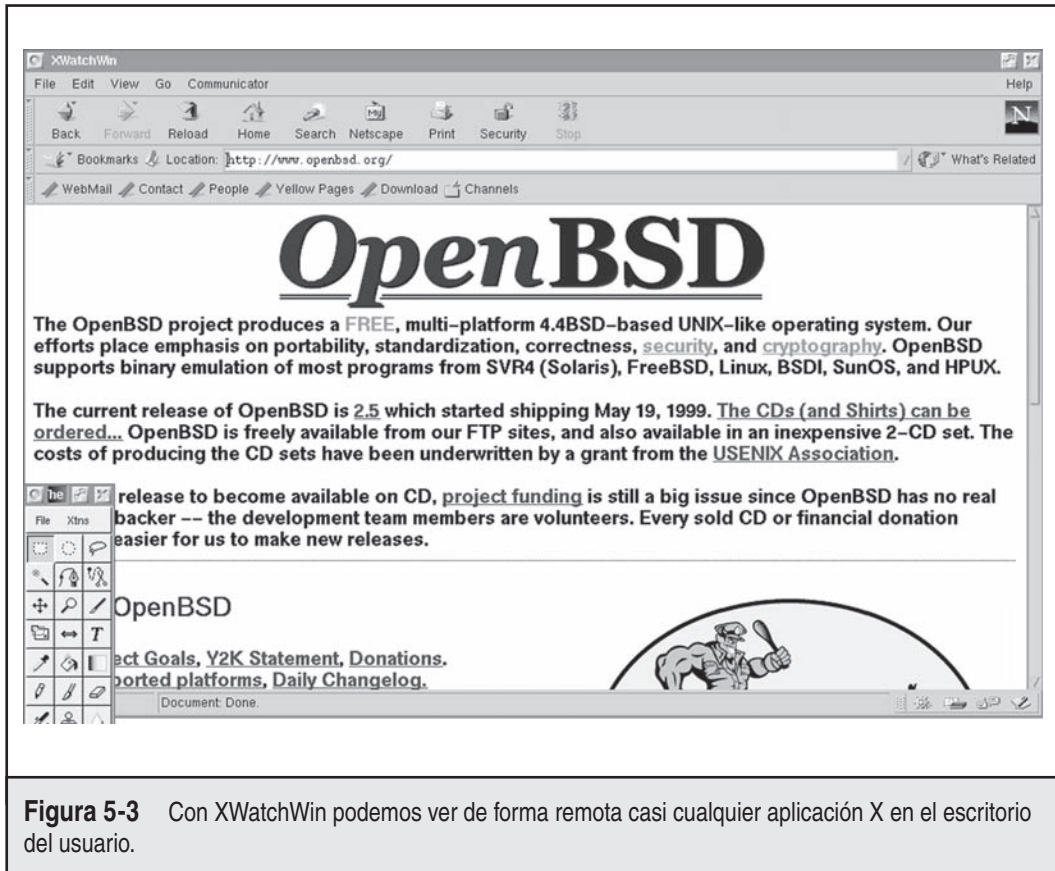 XWatchWin
File Edit View Go Communicator Help
Back Forward Reload Home Search Netscape Print Security Stop
N
Bookmarks Location: http://www.openbsd.org/ What's Related
WebMail Contact People Yellow Pages Download Channels
OpenBSD
The OpenBSD project produces a FREE, multi-platform 4.4BSD-based UNIX-like operating system. Our
efforts place emphasis on portability, standardization, correctness, security, and cryptography. OpenBSD
supports binary emulation of most programs from SVR4 (Solaris), FreeBSD, Linux, BSDI, SunOS, and HPUX.
The current release of OpenBSD is 2.5 which started shipping May 19, 1999. The CDs (and Shirts) can be
ordered... OpenBSD is freely available from our FTP sites, and also available in an inexpensive 2-CD set. The
costs of producing the CD sets have been underwritten by a grant from the USENIX Association.
he release to become available on CD, project funding is still a big issue since OpenBSD has no real
File Xtns backer -- the development team members are volunteers. Every sold CD or financial donation
easier for us to make new releases.
OpenBSD
T
ect Goals, Y2K Statement, Donations.
ported platforms, Daily Changelog.
Document: Done.
Figura 5-3 Con XWatchWin podemos ver de forma remota casi cualquier aplicación X en el escritorio
del usuario.